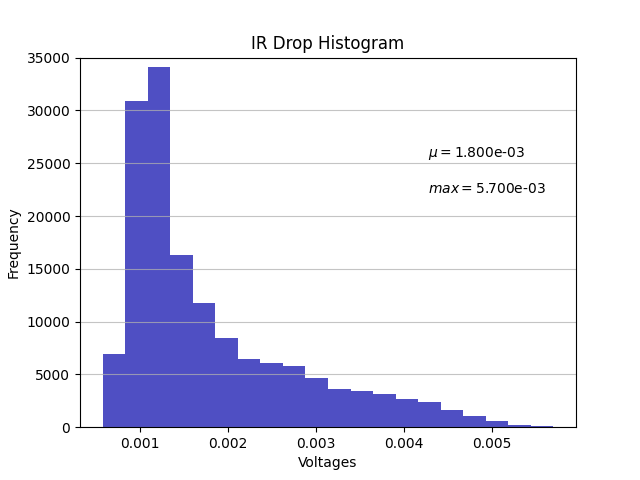 IR Drop Histogram
35000
30000
25000
20000
15000
10000
5000
0
Frequency
μ = 1.800e-03
max = 5.700e-03
0.001 0.002 0.003 0.004 0.005
Voltages